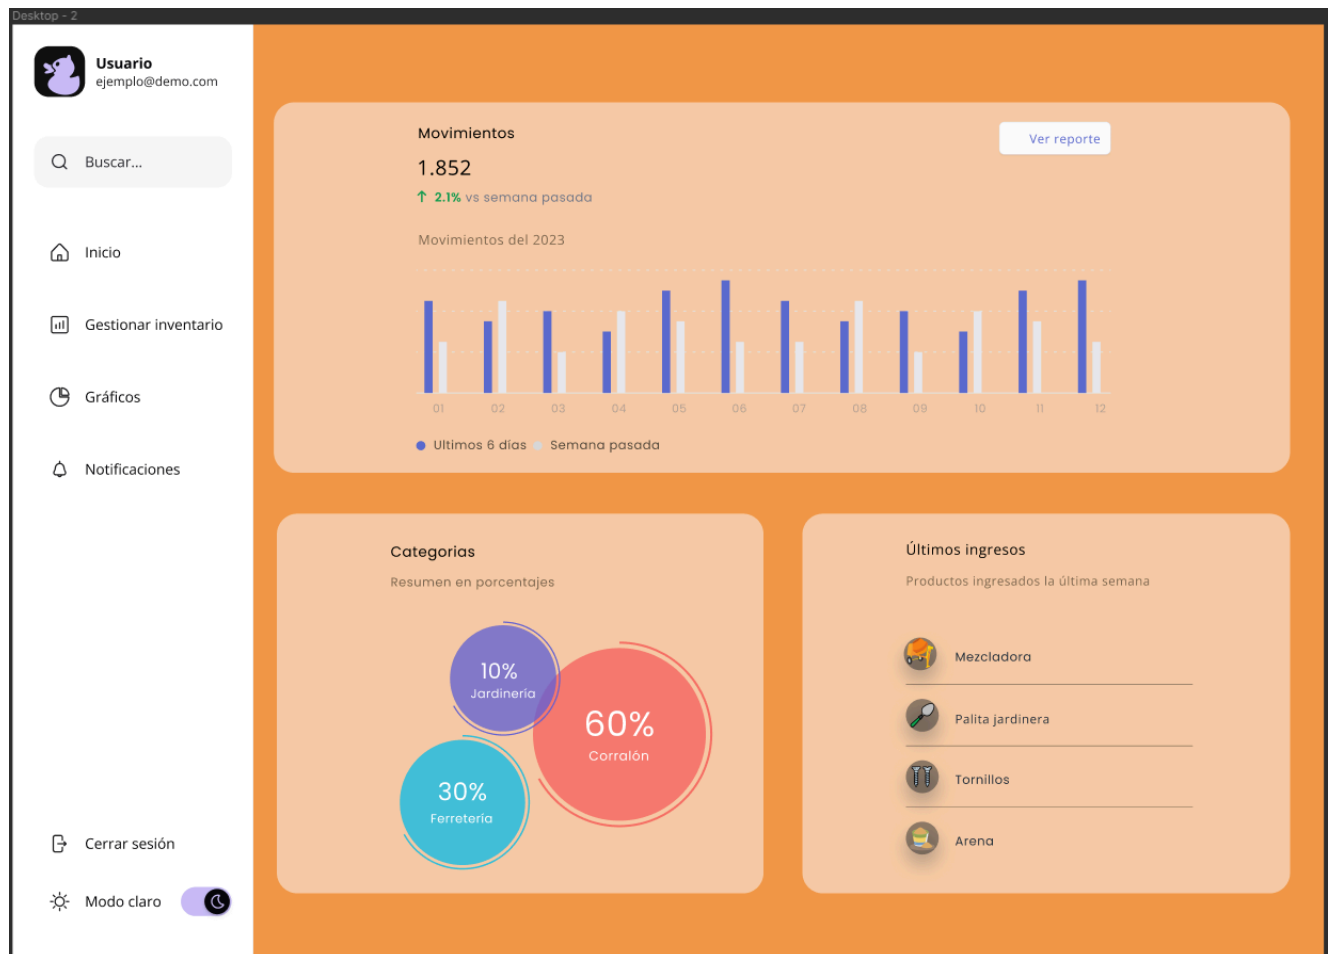 Desktop - 2
Usuario
ejemplo@demo.com
Buscar...
Inicio
Gestionar inventario
Gráficos
Notificaciones
Cerrar sesión
Modo claro
Movimientos
Ver reporte
1.852
2.1% vs semana pasada
Movimientos del 2023
01 02 03 04 05 06 07 08 09 10 11 12
Ultimos 6 días Semana pasada
Categorias
Resumen en porcentajes
10%
Jardinería
60%
Corralón
30%
Ferretería
Últimos ingresos
Productos ingresados la última semana
Mezcladora
Palita jardinera
Tornillos
Arena